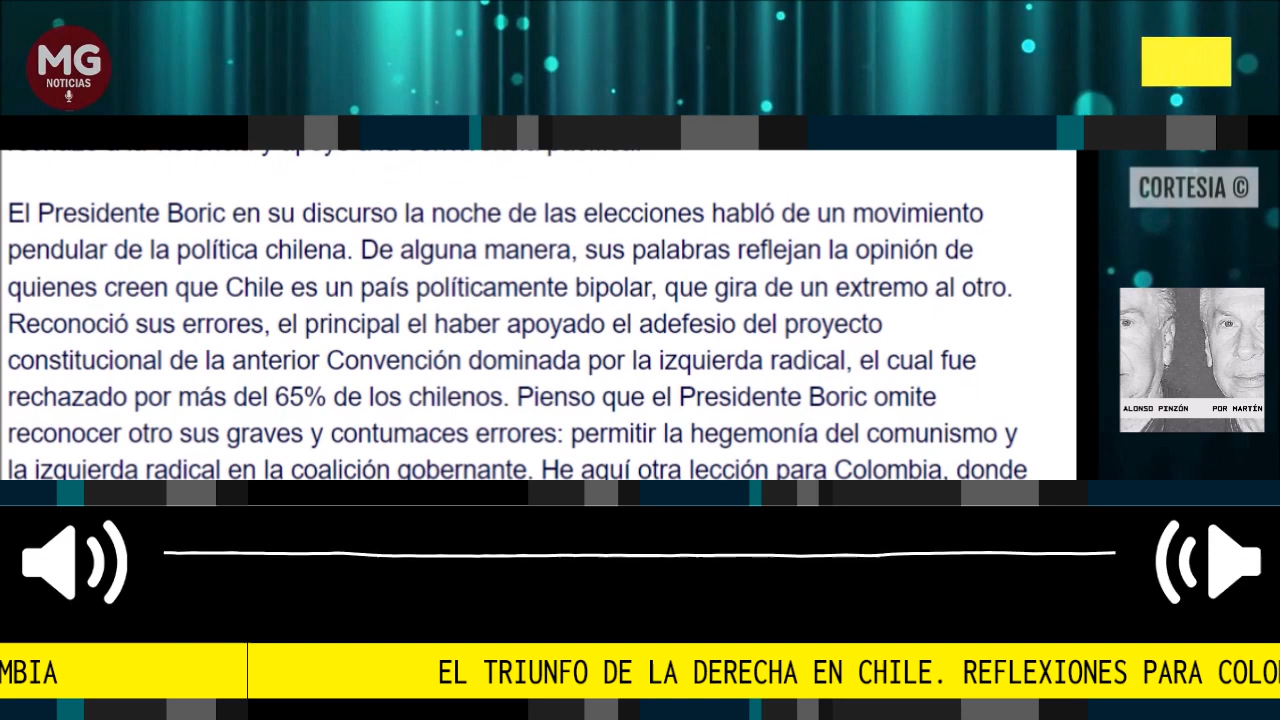 MG
NOTICIAS
CORTESIA ©
El Presidente Boric en su discurso la noche de las elecciones habló de un movimiento
pendular de la política chilena. De alguna manera, sus palabras reflejan la opinión de
quienes creen que Chile es un país políticamente bipolar, que gira de un extremo al otro.
Reconoció sus errores, el principal el haber apoyado el adefesio del proyecto
constitucional de la anterior Convención dominada por la izquierda radical, el cual fue
rechazado por más del 65% de los chilenos. Pienso que el Presidente Boric omite
reconocer otro sus graves y contumaces errores: permitir la hegemonía del comunismo y
la izquierda radical en la coalición gobernante. He aquí otra lección para Colombia, donde
ALONSO PINZÓN POR MARTÍN
MBIA EL TRIUNFO DE LA DERECHA EN CHILE. REFLEXIONES PARA COLO